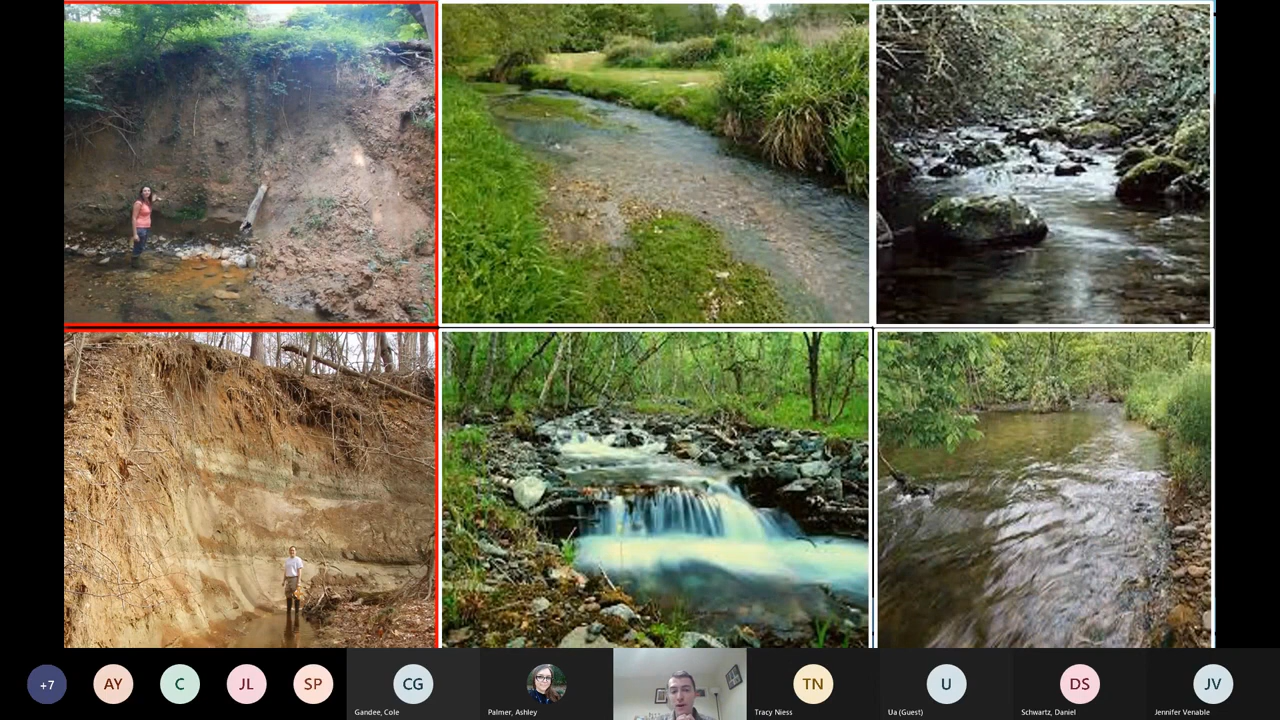 +7
AY
C
JL
SP
CG
TN
U
DS
JV
Gandee, Cole
Palmer, Ashley
Tracy Niess
Ua (Guest)
Schwartz, Daniel
Jennifer Venable